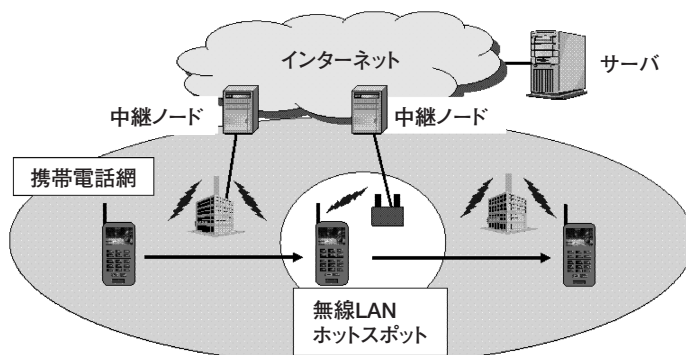 インターネット
サーバ
中継ノード
中継ノード
携帯電話網
無線LAN
ホットスポット